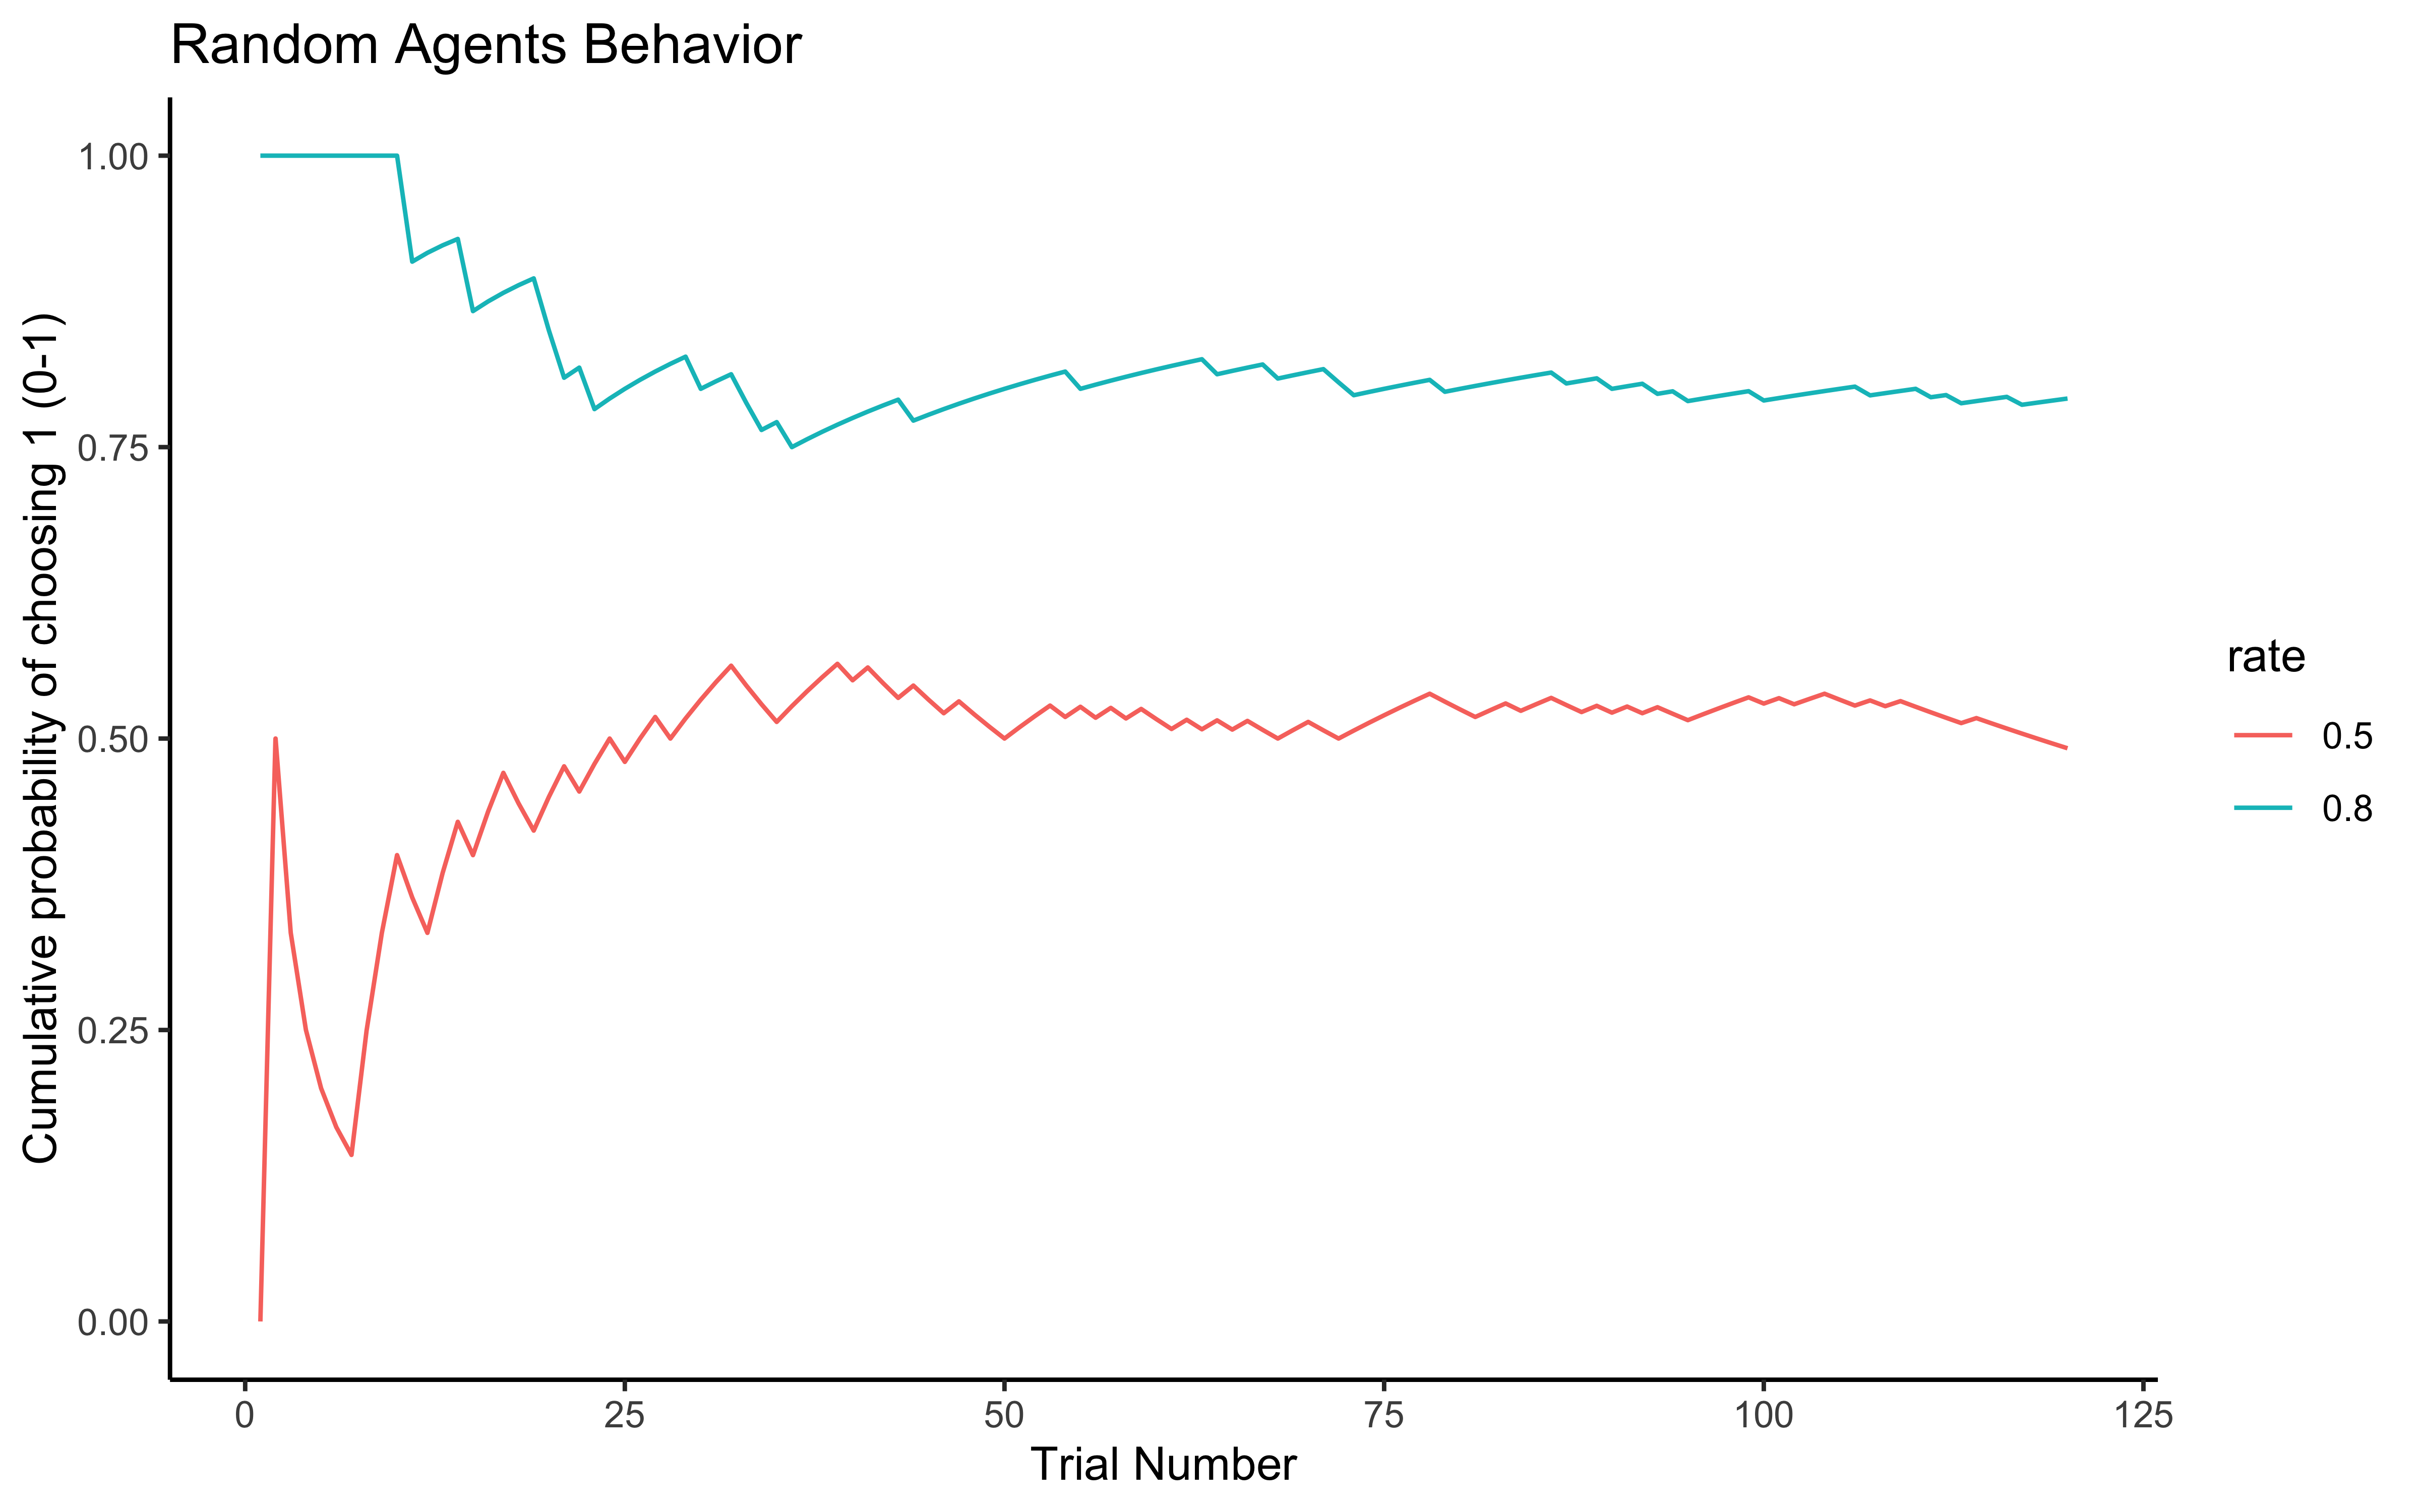 Random Agents Behavior
Cumulative probability of choosing 1 (0-1)
1.00
0.75
0.50
0.25
0.00
0 25 50 75 100 125
Trial Number
rate
0.5
0.8